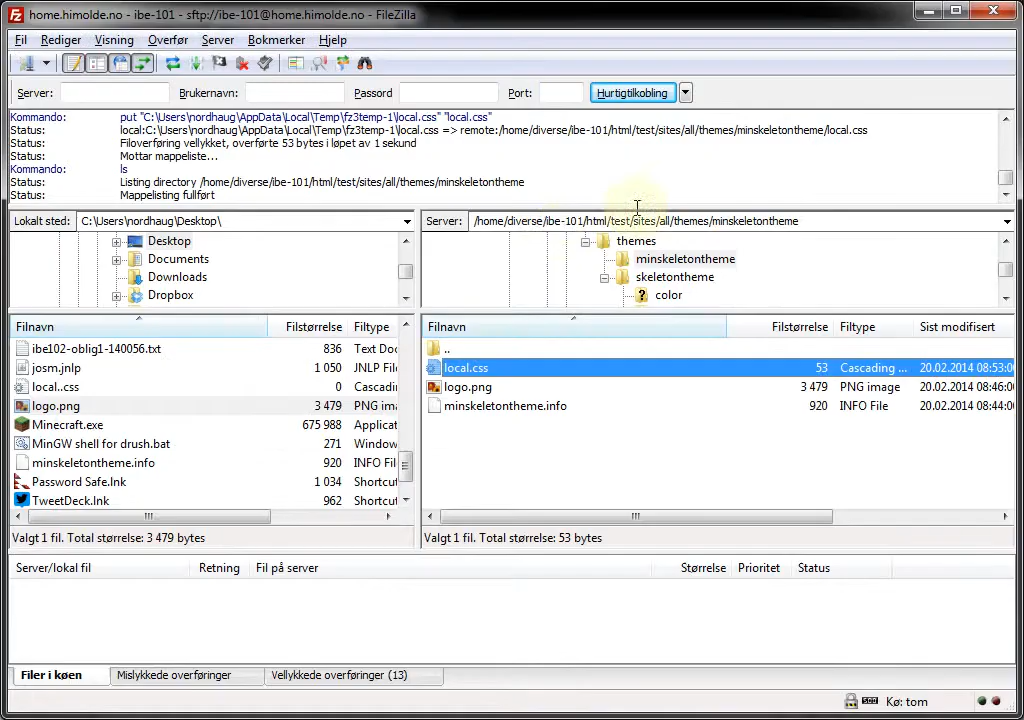 home.himolde.no - ibe-101 - sftp://ibe-101@home.himolde.no - FileZilla
Fil Rediger Visning Overfør Server Bokmerker Hjelp
Server: Brukernavn: Passord Port: Hurtigtilkobling
Kommando: put "C:\Users\nordhaug\AppData\Local\Temp\fz3temp-1\local.css" "local.css"
Status: local:C:\Users\nordhaug\AppData\Local\Temp\fz3temp-1\local.css => remote:/home/diverse/ibe-101/html/test/sites/all/themes/minskeletontheme/local.css
Status: Filoverføring vellykket, overførte 53 bytes i løpet av 1 sekund
Status: Mottar mappeliste...
Kommando: ls
Status: Listing directory /home/diverse/ibe-101/html/test/sites/all/themes/minskeletontheme
Status: Mappelisting fullført
Lokalt sted: C:\Users\nordhaug\Desktop\
Desktop
Documents
Downloads
Dropbox
Server: /home/diverse/ibe-101/html/test/sites/all/themes/minskeletontheme
themes
minskeletontheme
skeletontheme
? color
Filnavn Filstørrelse Filtype
ibe102-oblig1-140056.txt 836 Text Doc
josm.jnlp 1 050 JNLP File
local..css 0 Cascadi
logo.png 3 479 PNG ima
Minecraft.exe 675 988 Applicat
MinGW shell for drush.bat 271 Window
minskeletontheme.info 920 INFO Fil
Password Safe.lnk 1 034 Shortcut
TweetDeck.lnk 962 Shortcut
Valgt 1 fil. Total størrelse: 3 479 bytes
Filnavn Filstørrelse Filtype Sist modifisert
..
local.css 53 Cascading ... 20.02.2014 08:53:0
logo.png 3 479 PNG image 20.02.2014 08:46:0
minskeletontheme.info 920 INFO File 20.02.2014 08:44:0
Valgt 1 fil. Total størrelse: 53 bytes
Server/lokal fil Retning Fil på server Størrelse Prioritet Status
Filer i køen Mislykkede overføringer Vellykkede overføringer (13)
Kø: tom